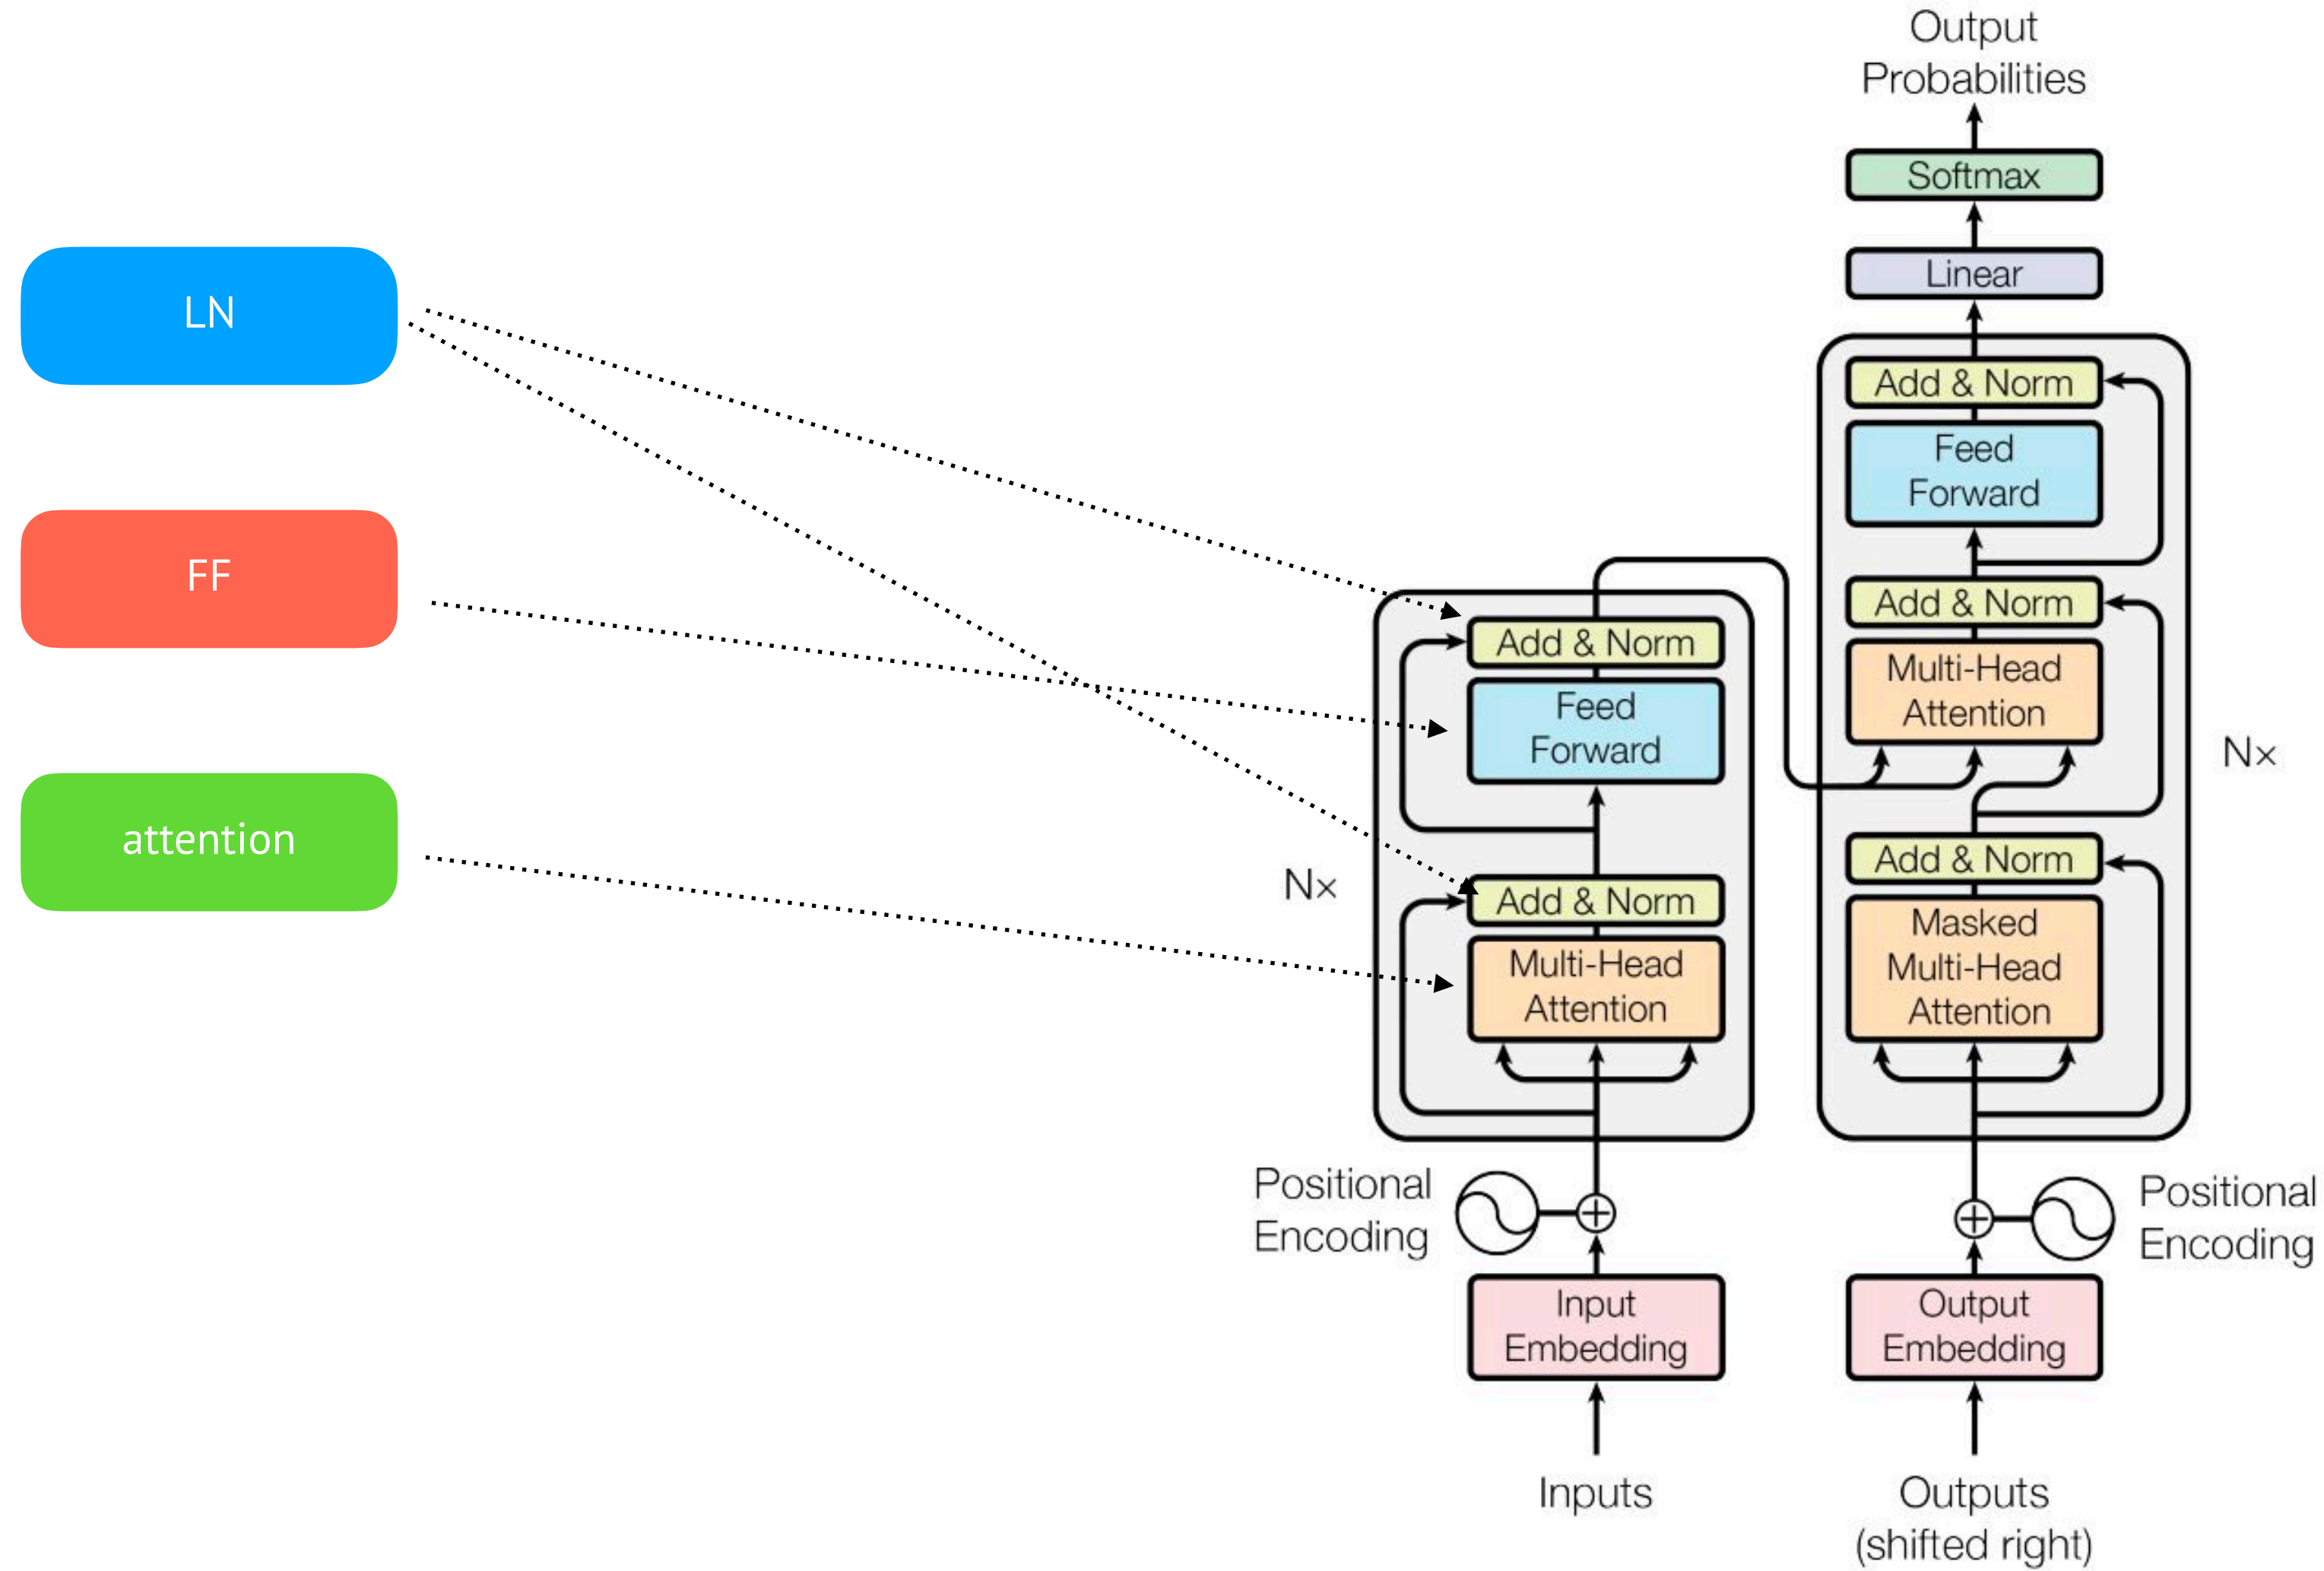 LN
FF
attention
Output
Probabilities
Softmax
Linear
Add & Norm
Feed
Forward
Add & Norm
Multi-Head
Attention
Add & Norm
Masked
Multi-Head
Attention
N×
Positional
Encoding
Output
Embedding
Outputs
(shifted right)
Add & Norm
Feed
Forward
Add & Norm
Multi-Head
Attention
N×
Positional
Encoding
Input
Embedding
Inputs